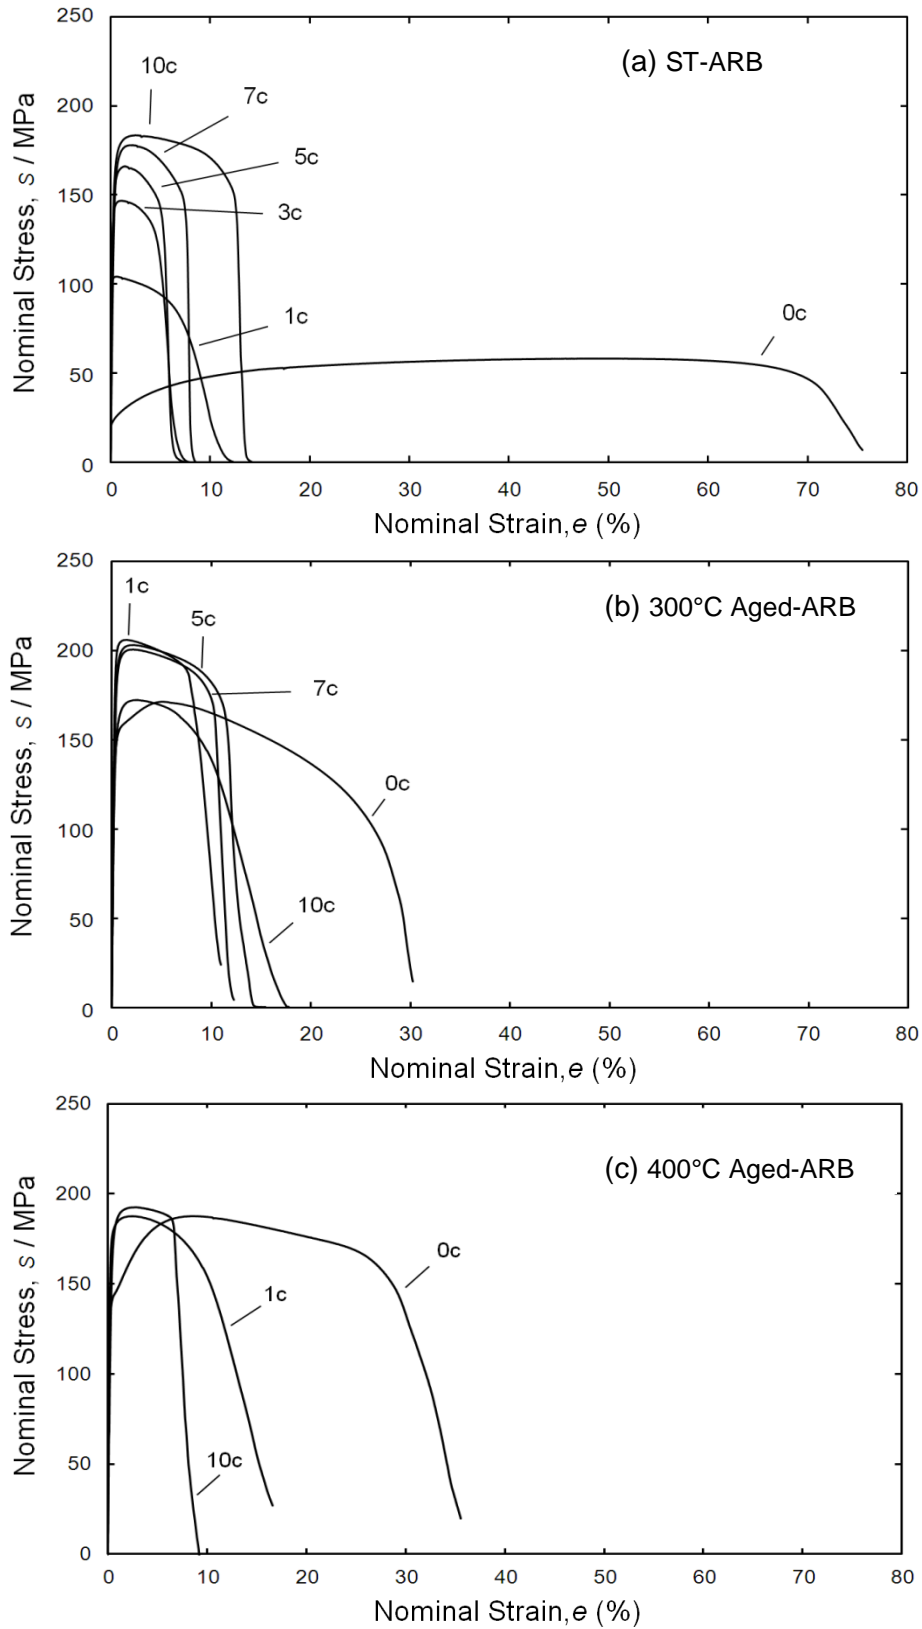 250
(a) ST-ARB
10c
7c
200
5c
150
3c
100
1c
0c
50
0
0 10 20 30 40 50 60 70 80
Nominal Strain,e (%)
Nominal Stress, s / MPa
250
(b) 300°C Aged-ARB
1c
5c
200
7c
150
0c
100
10c
50
0
0 10 20 30 40 50 60 70 80
Nominal Strain,e (%)
Nominal Stress, s / MPa
250
(c) 400°C Aged-ARB
200
0c
150
1c
100
10c
50
0
0 10 20 30 40 50 60 70 80
Nominal Strain,e (%)
Nominal Stress, s / MPa